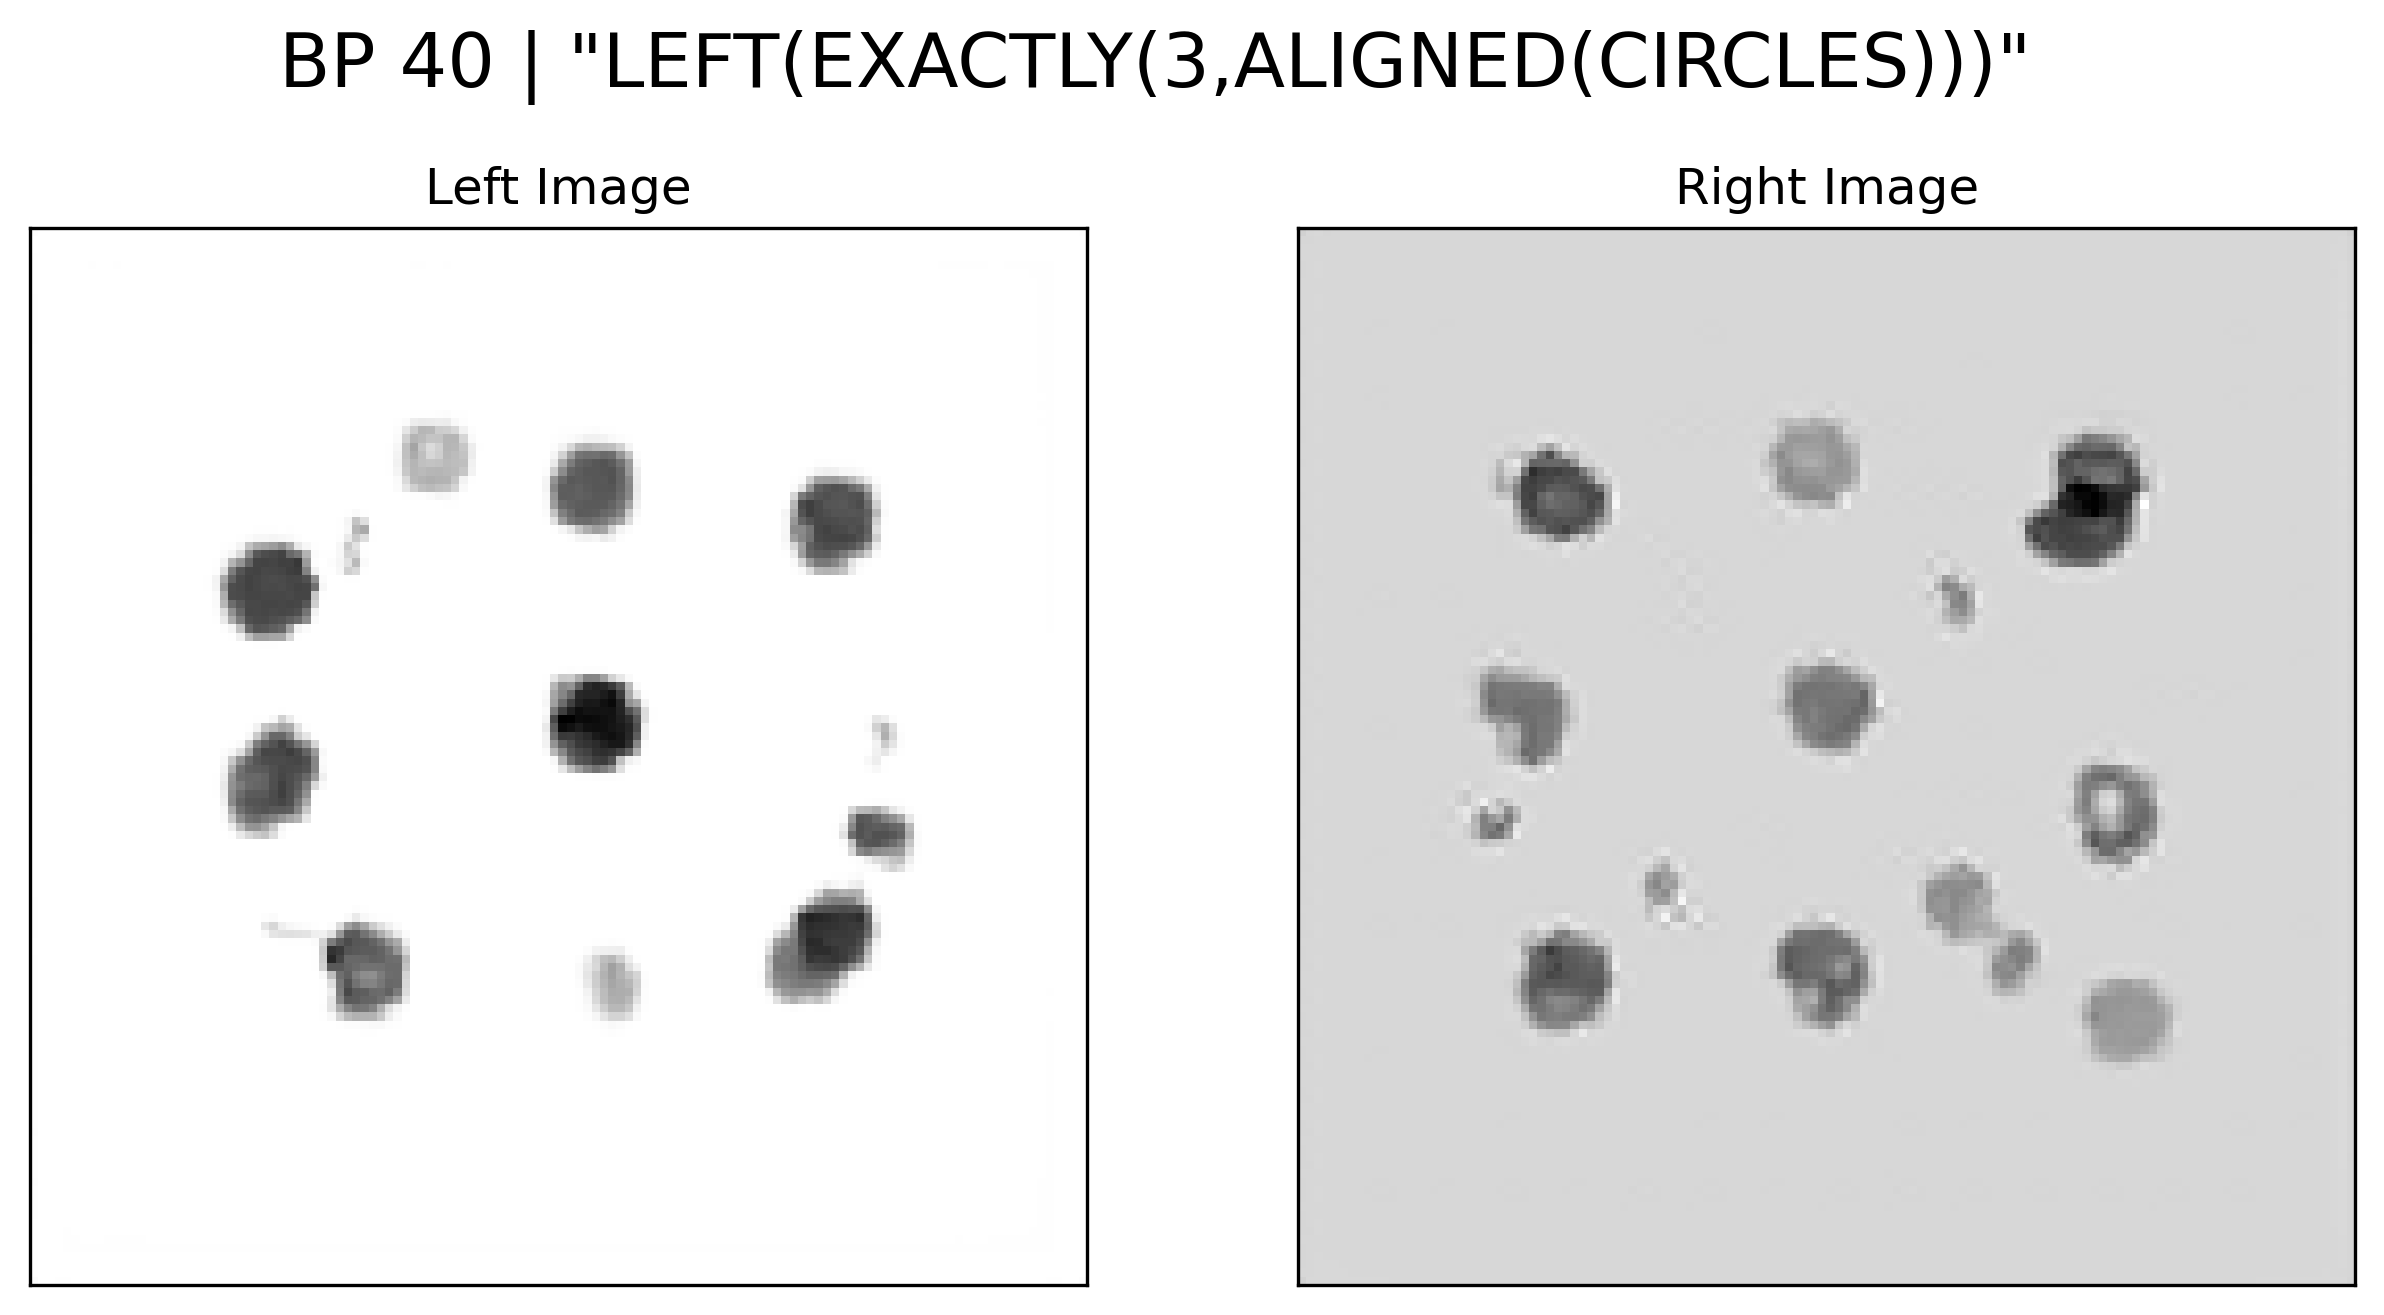 BP 40 | "LEFT(EXACTLY(3,ALIGNED(CIRCLES)))"
Left Image
Right Image